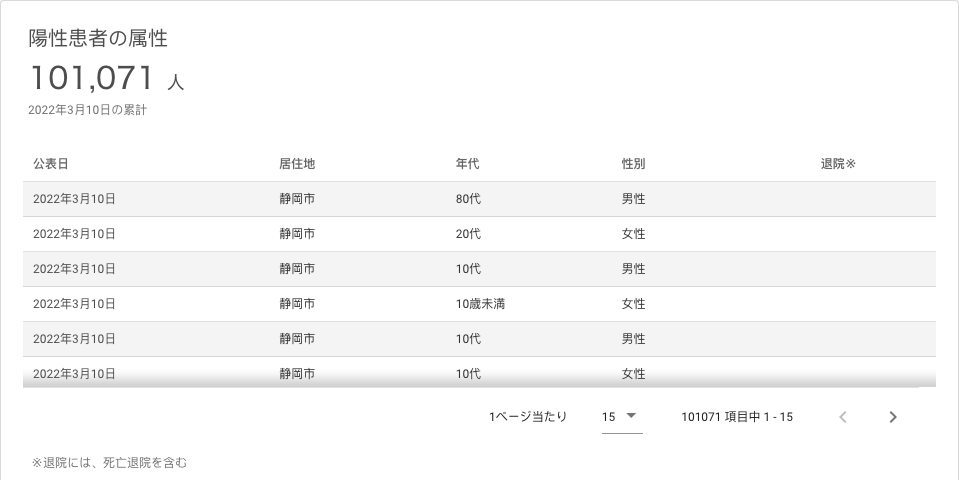 陽性患者の属性
101,071 人
2022年3月10日の累計
公表日 居住地 年代 性別 退院※
2022年3月10日 静岡市 80代 男性
2022年3月10日 静岡市 20代 女性
2022年3月10日 静岡市 10代 男性
2022年3月10日 静岡市 10歳未満 女性
2022年3月10日 静岡市 10代 男性
2022年3月10日 静岡市 10代 女性
1ページ当たり 15 101071 項目中 1 - 15
※退院には、死亡退院を含む